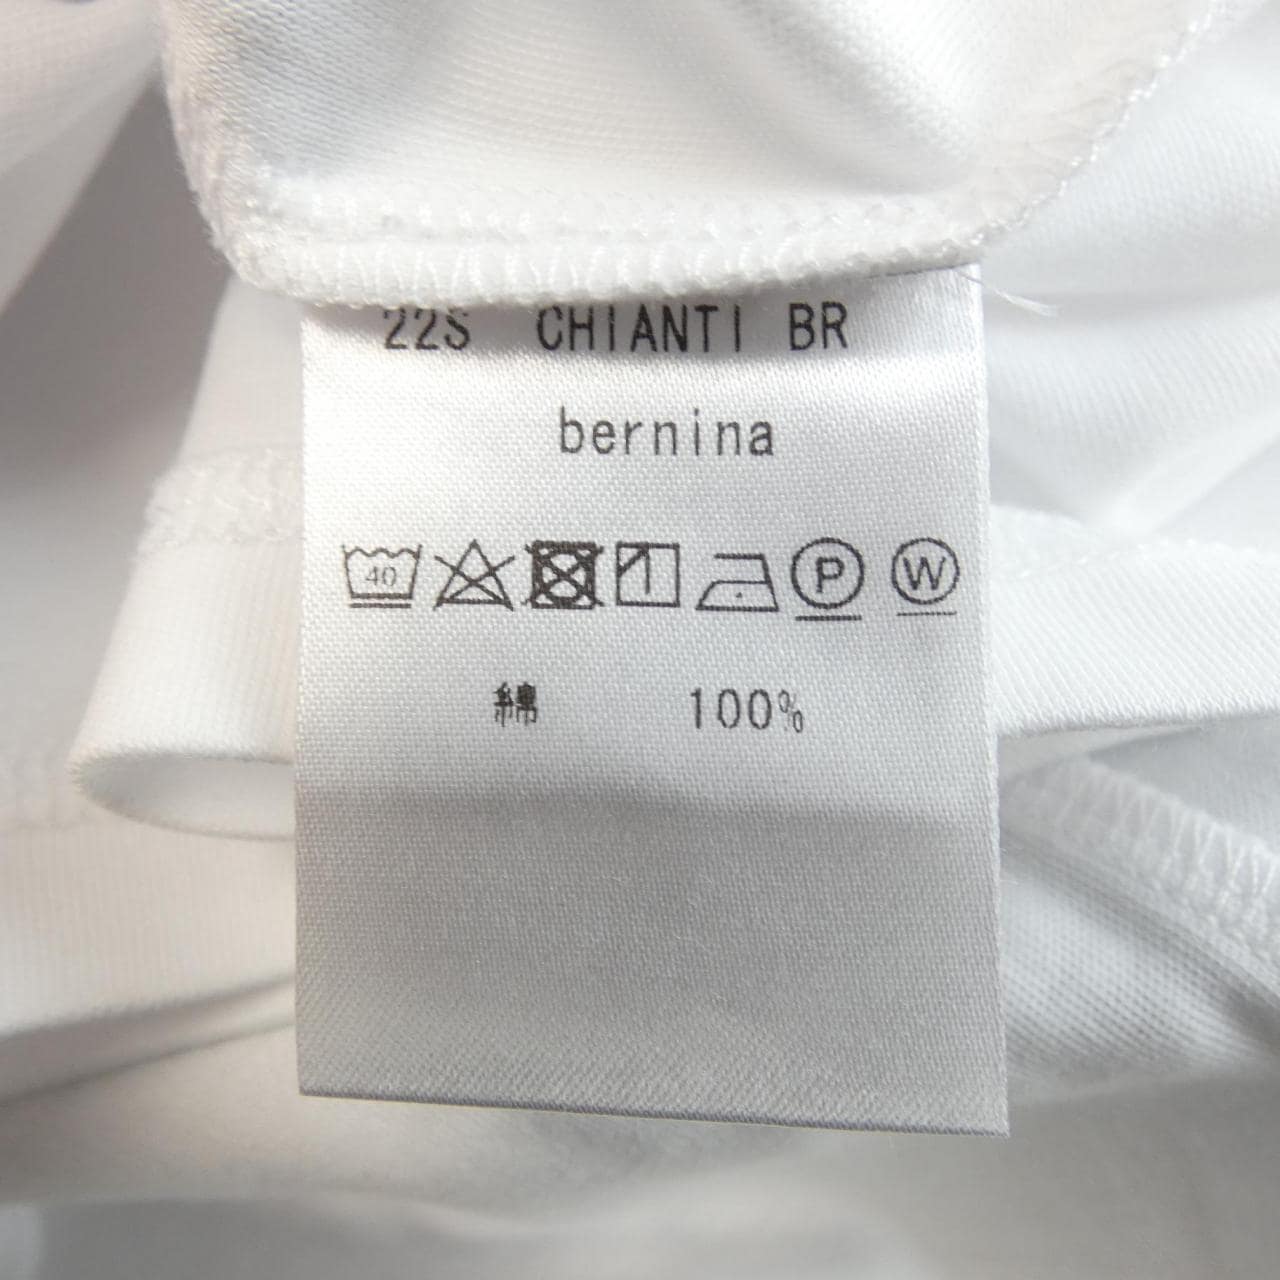 22S CHIANTI BR
bernina
40 P W
綿 100%